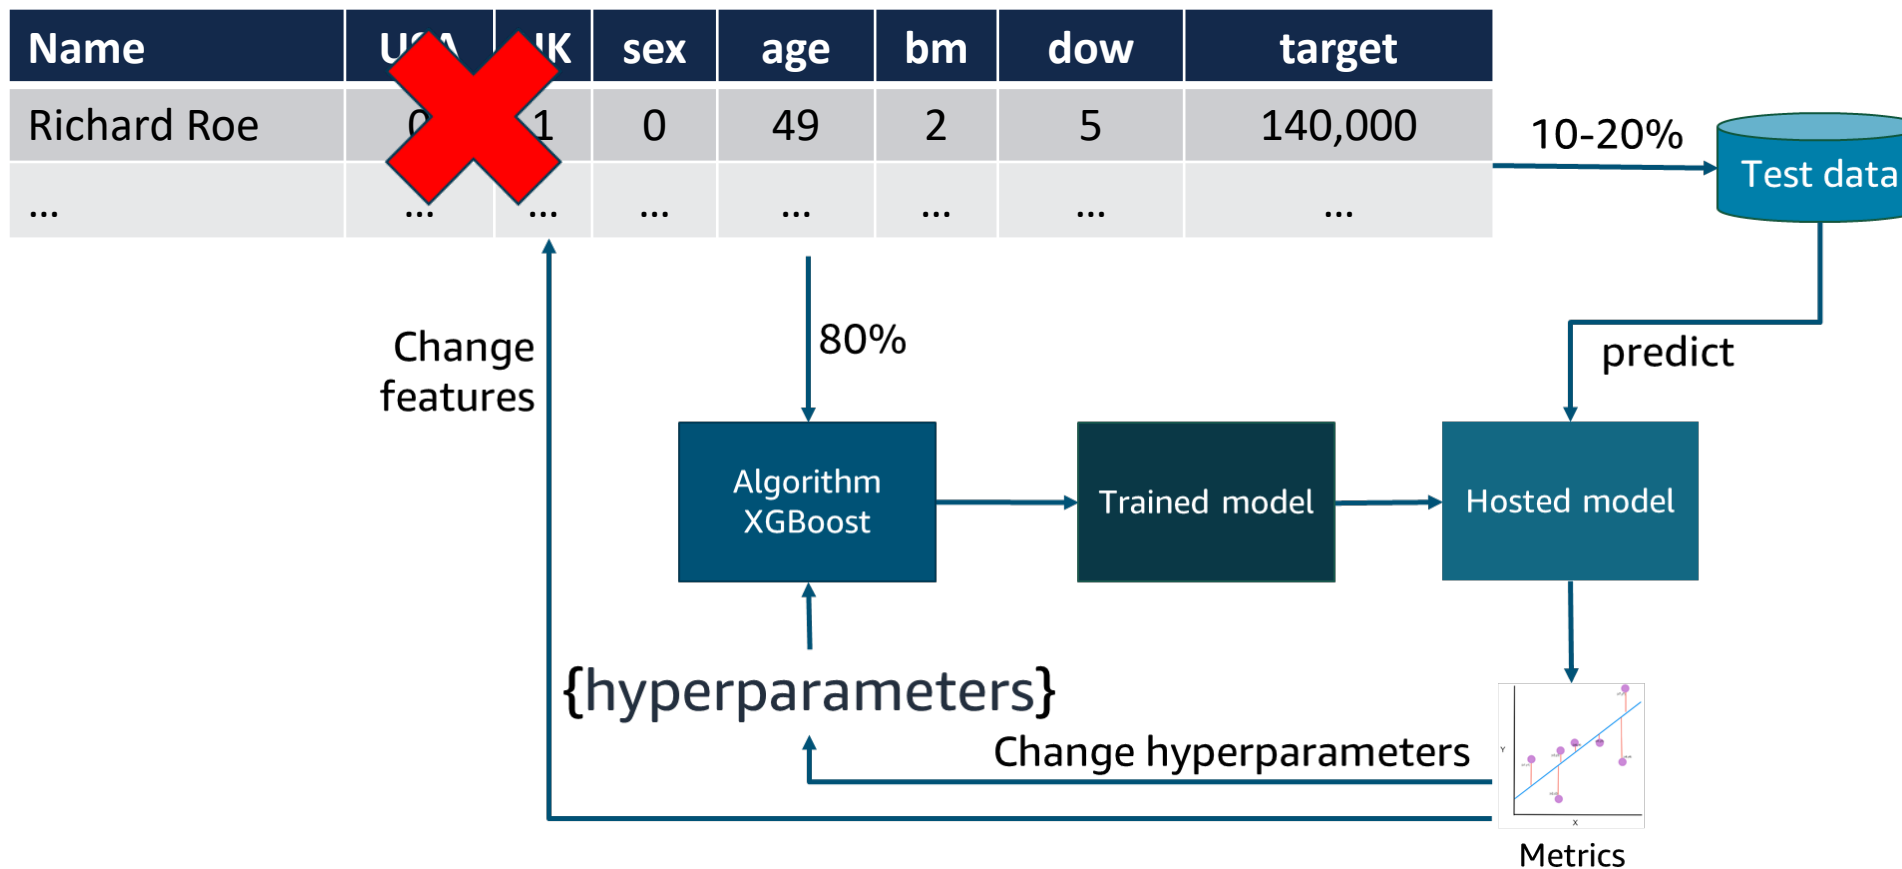 Name sex age bm dow target
Richard Roe 1 0 49 2 5 140,000
... ... ... ... ... ... ... ...
10-20%
Test data
Change
features
80%
predict
Algorithm
XGBoost
Trained model
Hosted model
{hyperparameters}
Change hyperparameters
Y
X
Metrics